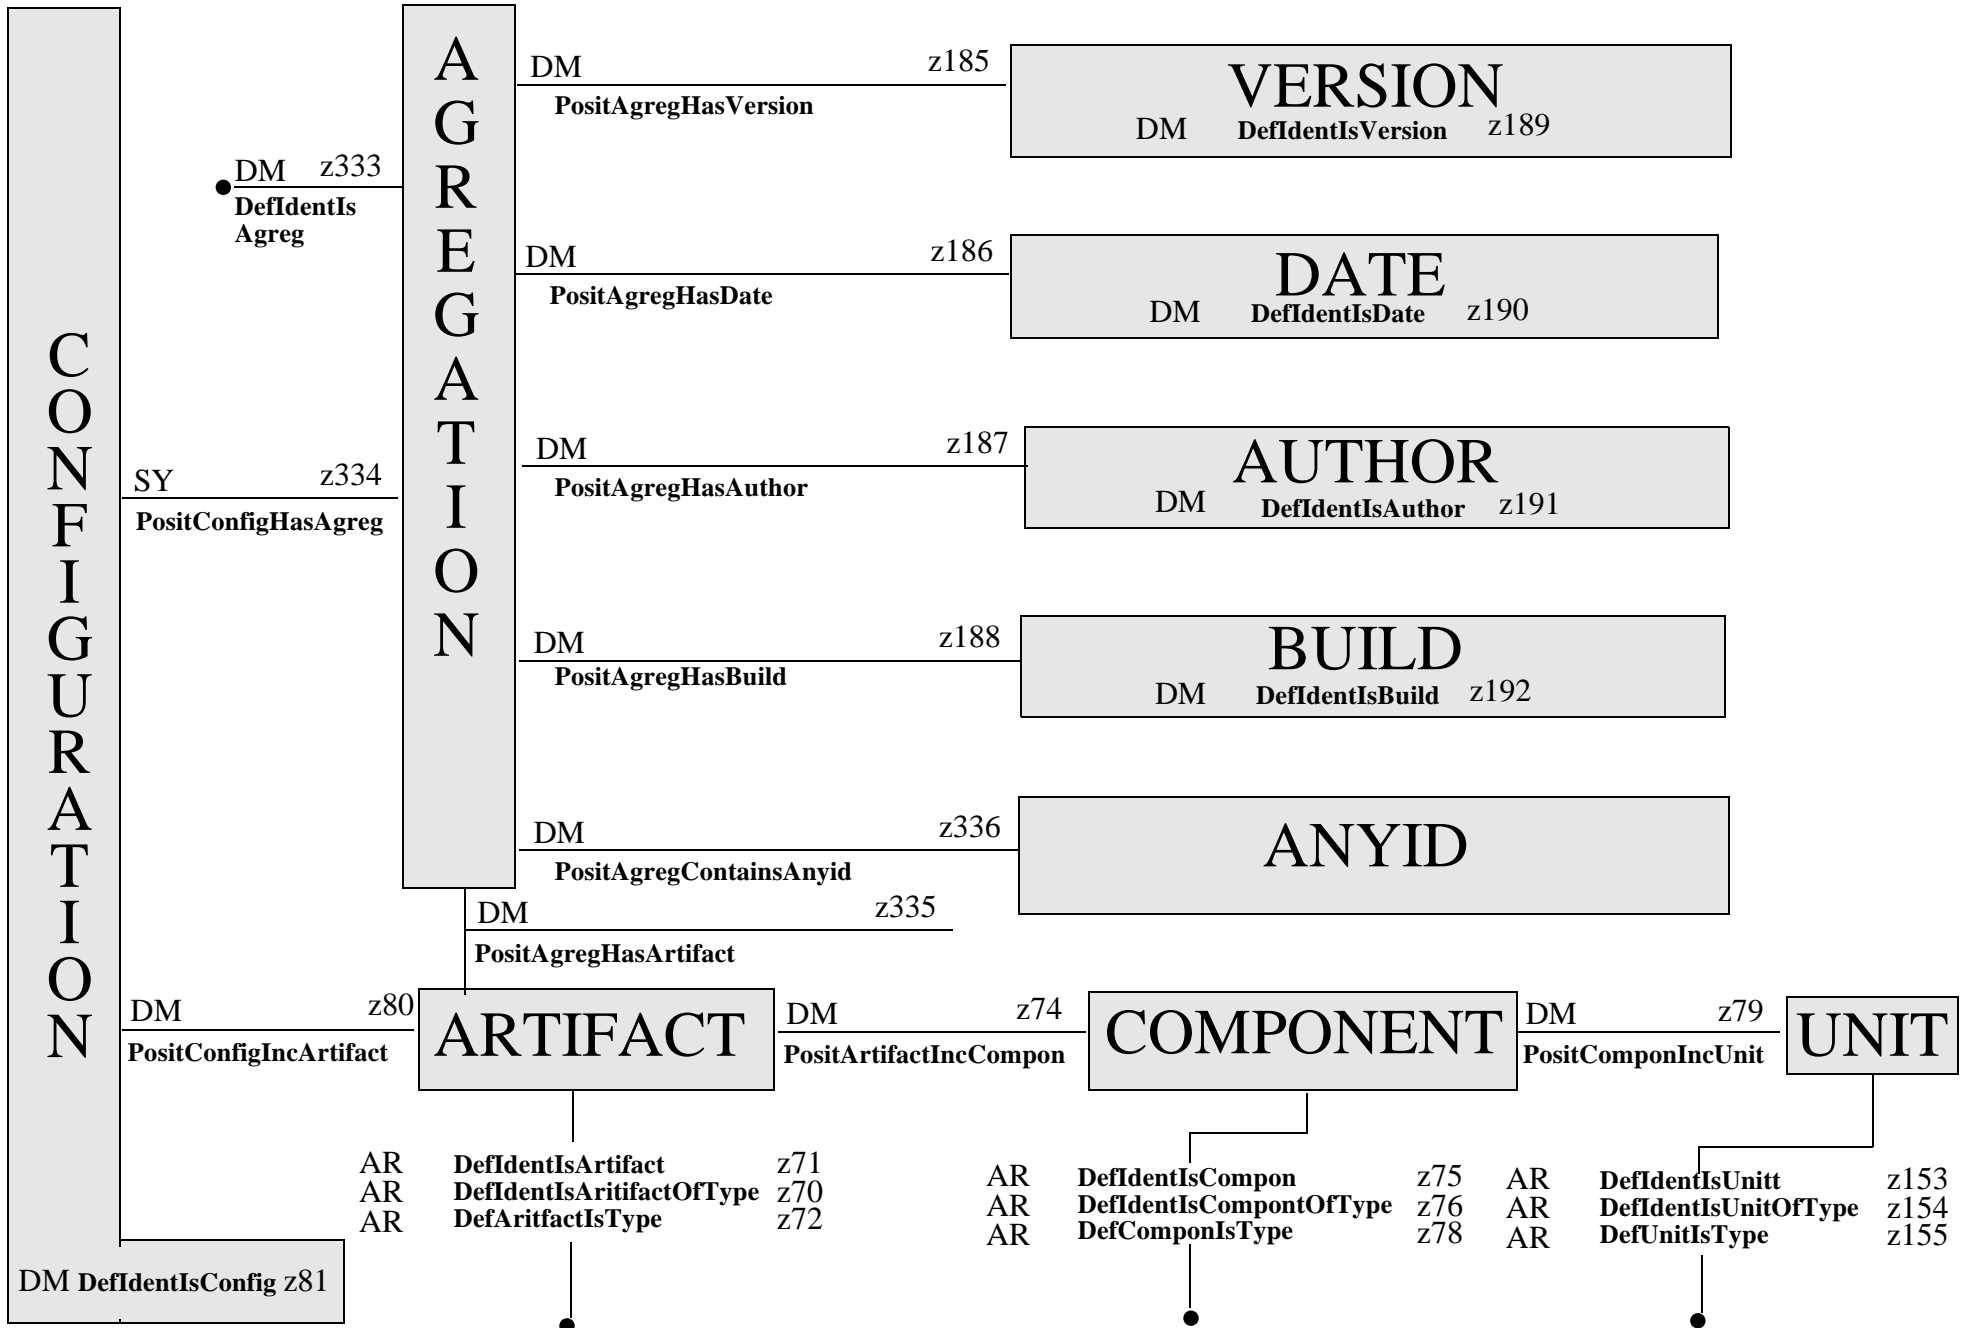 CONFIGURATION
AGREGATION
DM z185
PositAgregHasVersion
VERSION
DM DefIdentIsVersion z189
DM z333
DefIdentIs
Agreg
DM z186
PositAgregHasDate
DATE
DM DefIdentIsDate z190
SY z334
PositConfigHasAgreg
DM z187
PositAgregHasAuthor
AUTHOR
DM DefIdentIsAuthor z191
DM z188
PositAgregHasBuild
BUILD
DM DefIdentIsBuild z192
DM z336
PositAgregContainsAnyid
ANYID
DM z335
PositAgregHasArtifact
DM z80
PositConfigIncArtifact
ARTIFACT
DM z74
PositArtifactIncCompon
COMPONENT
DM z79
PositComponIncUnit
UNIT
AR DefIdentIsArtifact z71
AR DefIdentIsAritifactOfType z70
AR DefAritfactIsType z72
AR DefIdentIsCompon z75
AR DefIdentIsCompontOfType z76
AR DefComponIsType z78
AR DefIdentIsUnitt z153
AR DefIdentIsUnitOfType z154
AR DefUnitIsType z155
DM DefIdentIsConfig z81